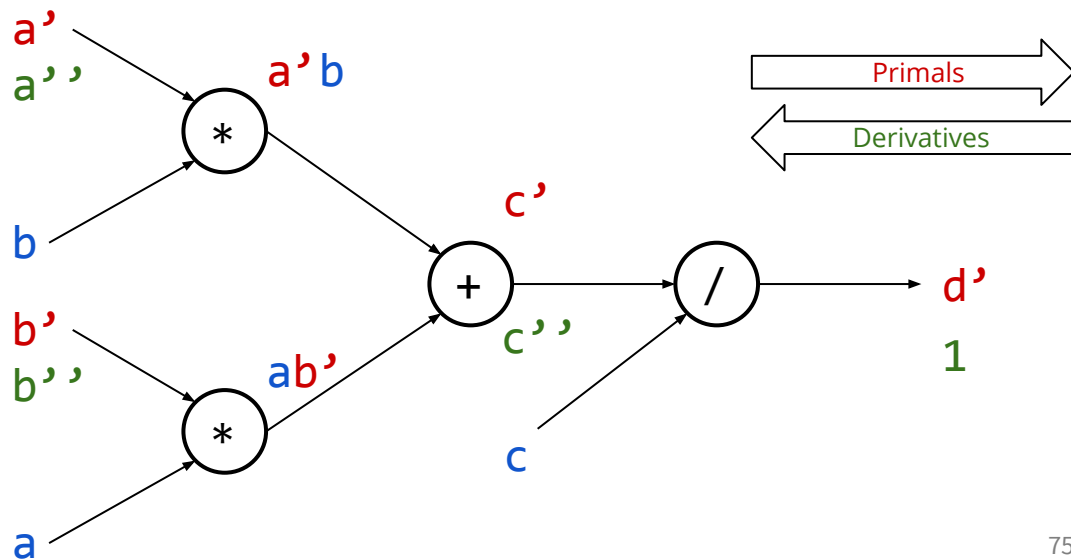 a’
a’’
*
b
a’b
Primals
Derivatives
c’
+
c’’
/
d’
1
b’
b’’
*
ab’
a
c
75